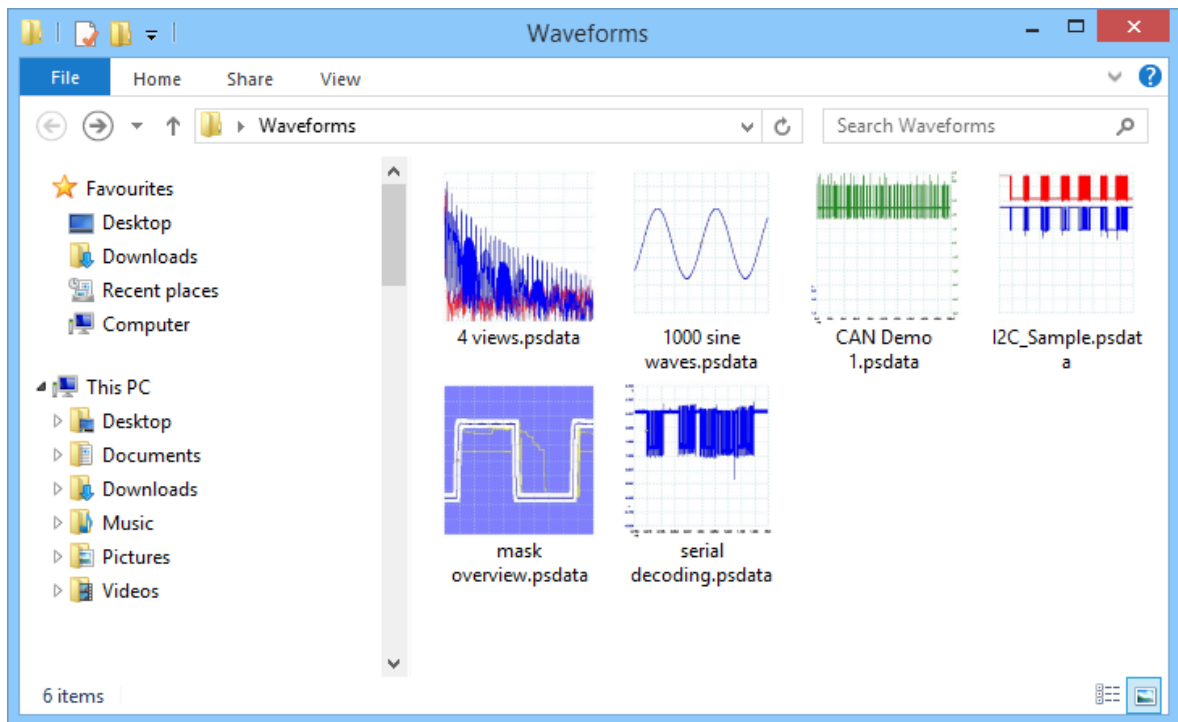 Waveforms
File Home Share View
Waveforms
Search Waveforms
Favourites
Desktop
Downloads
Recent places
Computer
This PC
Desktop
Documents
Downloads
Music
Pictures
Videos
4 views.psdata
1000 sine
waves.psdata
CAN Demo
1.psdata
I2C_Sample.psdat
a
mask
overview.psdata
serial
decoding.psdata
6 items